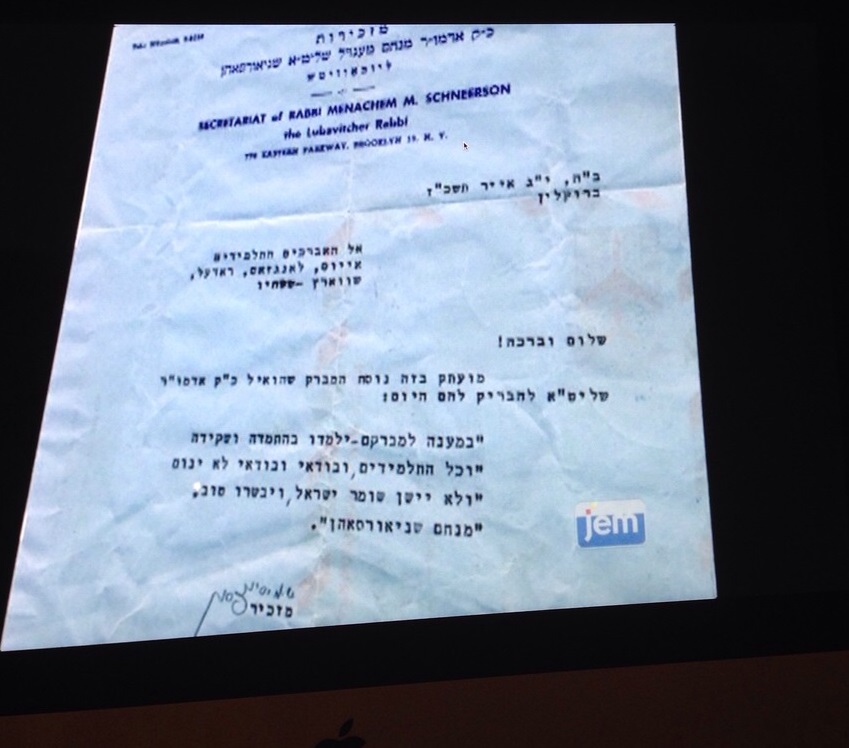 מזכירות
כ"ק אדמו"ר מנחם מענדל שליט"א שניאורסאהן
ליובאוויטש
SECRETARIAT of RABBI MENACHEM M. SCHNEERSON
the Lubavitcher Rabbi
770 EASTERN PARKWAY, BROOKLYN 13, N. Y.
ב"ה, י"ב אייר תשכ"ז
ברוקלין
אל האברכים התלמידים
אייוס, לאנגזאם, ראדעל,
שווארץ -שיחיו
שלום וברכה!
מועתק בזה נוסח המברק שהואיל כ"ק אדמו"ר
שליט"א להבריק להם היום:
"במענה למברקם-ילמדו בהתמדה ושקידה
"וכל התלמידים,ובודאי ובודאי לא ינום
"ולא יישן שומר ישראל,ויבשרו טוב.
"מנחם שניאורסאהן".
jem
מזכיר